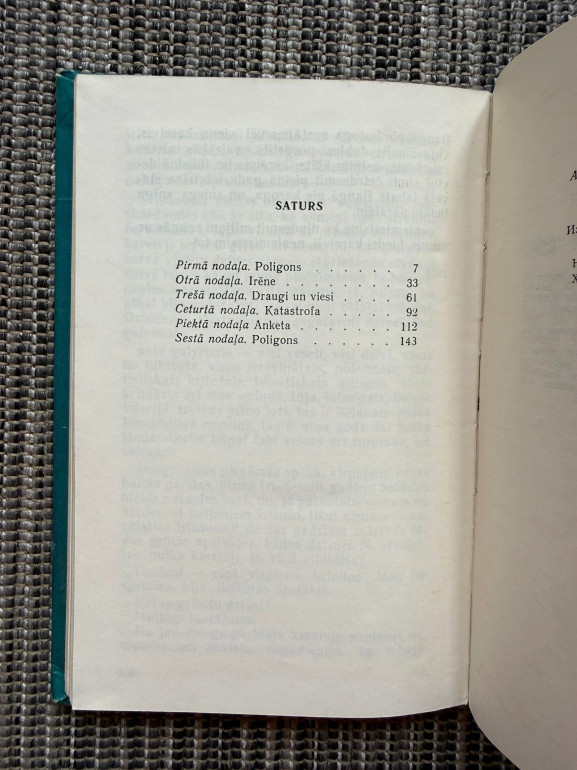 SATURS
Pirmā nodaļa. Poligons . . . . . . 7
Otrā nodaļa. Irēne . . . . . . . 33
Trešā nodaļa. Draugi un viesi . . . . 61
Ceturtā nodaļa. Katastrofa . . . . . 92
Piektā nodaļa Anketa . . . . . . 112
Sestā nodaļa. Poligons . . . . . . 143